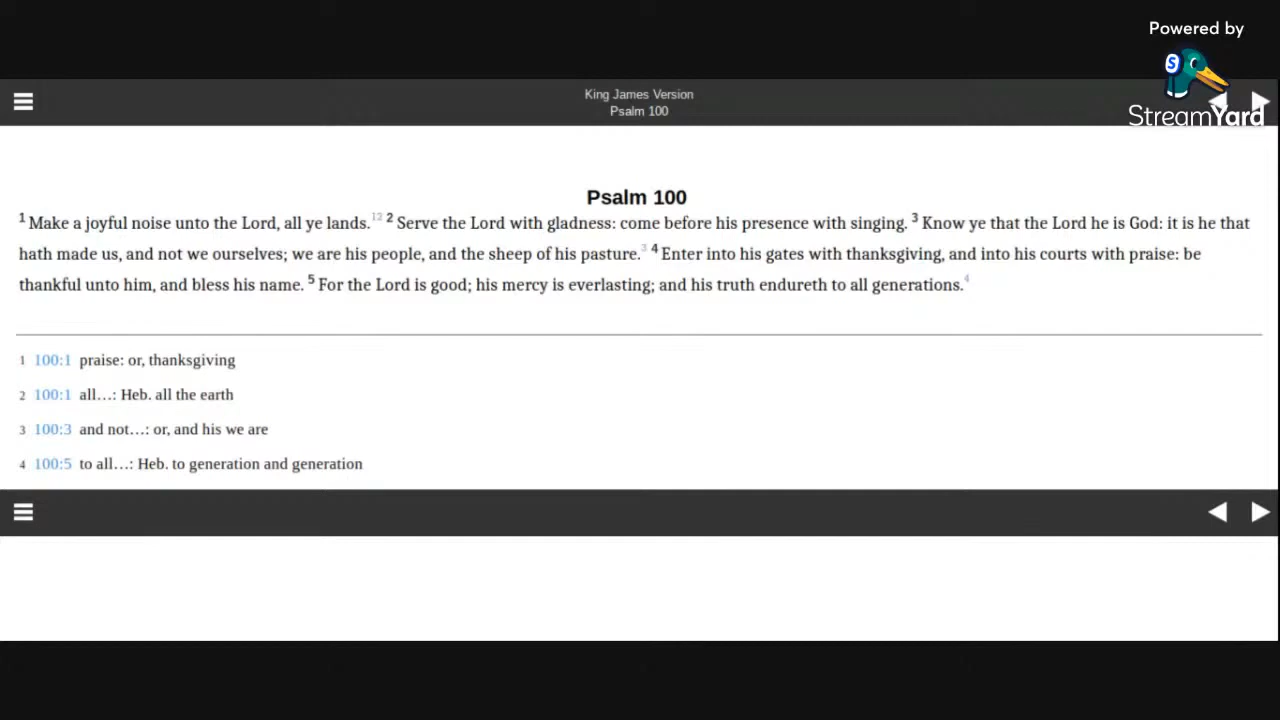 Powered by
S
StreamYard
King James Version
Psalm 100
Psalm 100
1 Make a joyful noise unto the Lord, all ye lands.12 2 Serve the Lord with gladness: come before his presence with singing. 3 Know ye that the Lord he is God: it is he that
hath made us, and not we ourselves; we are his people, and the sheep of his pasture.3 4 Enter into his gates with thanksgiving, and into his courts with praise: be
thankful unto him, and bless his name. 5 For the Lord is good; his mercy is everlasting; and his truth endureth to all generations.4
1 100:1 praise: or, thanksgiving
2 100:1 all…: Heb. all the earth
3 100:3 and not…: or, and his we are
4 100:5 to all…: Heb. to generation and generation